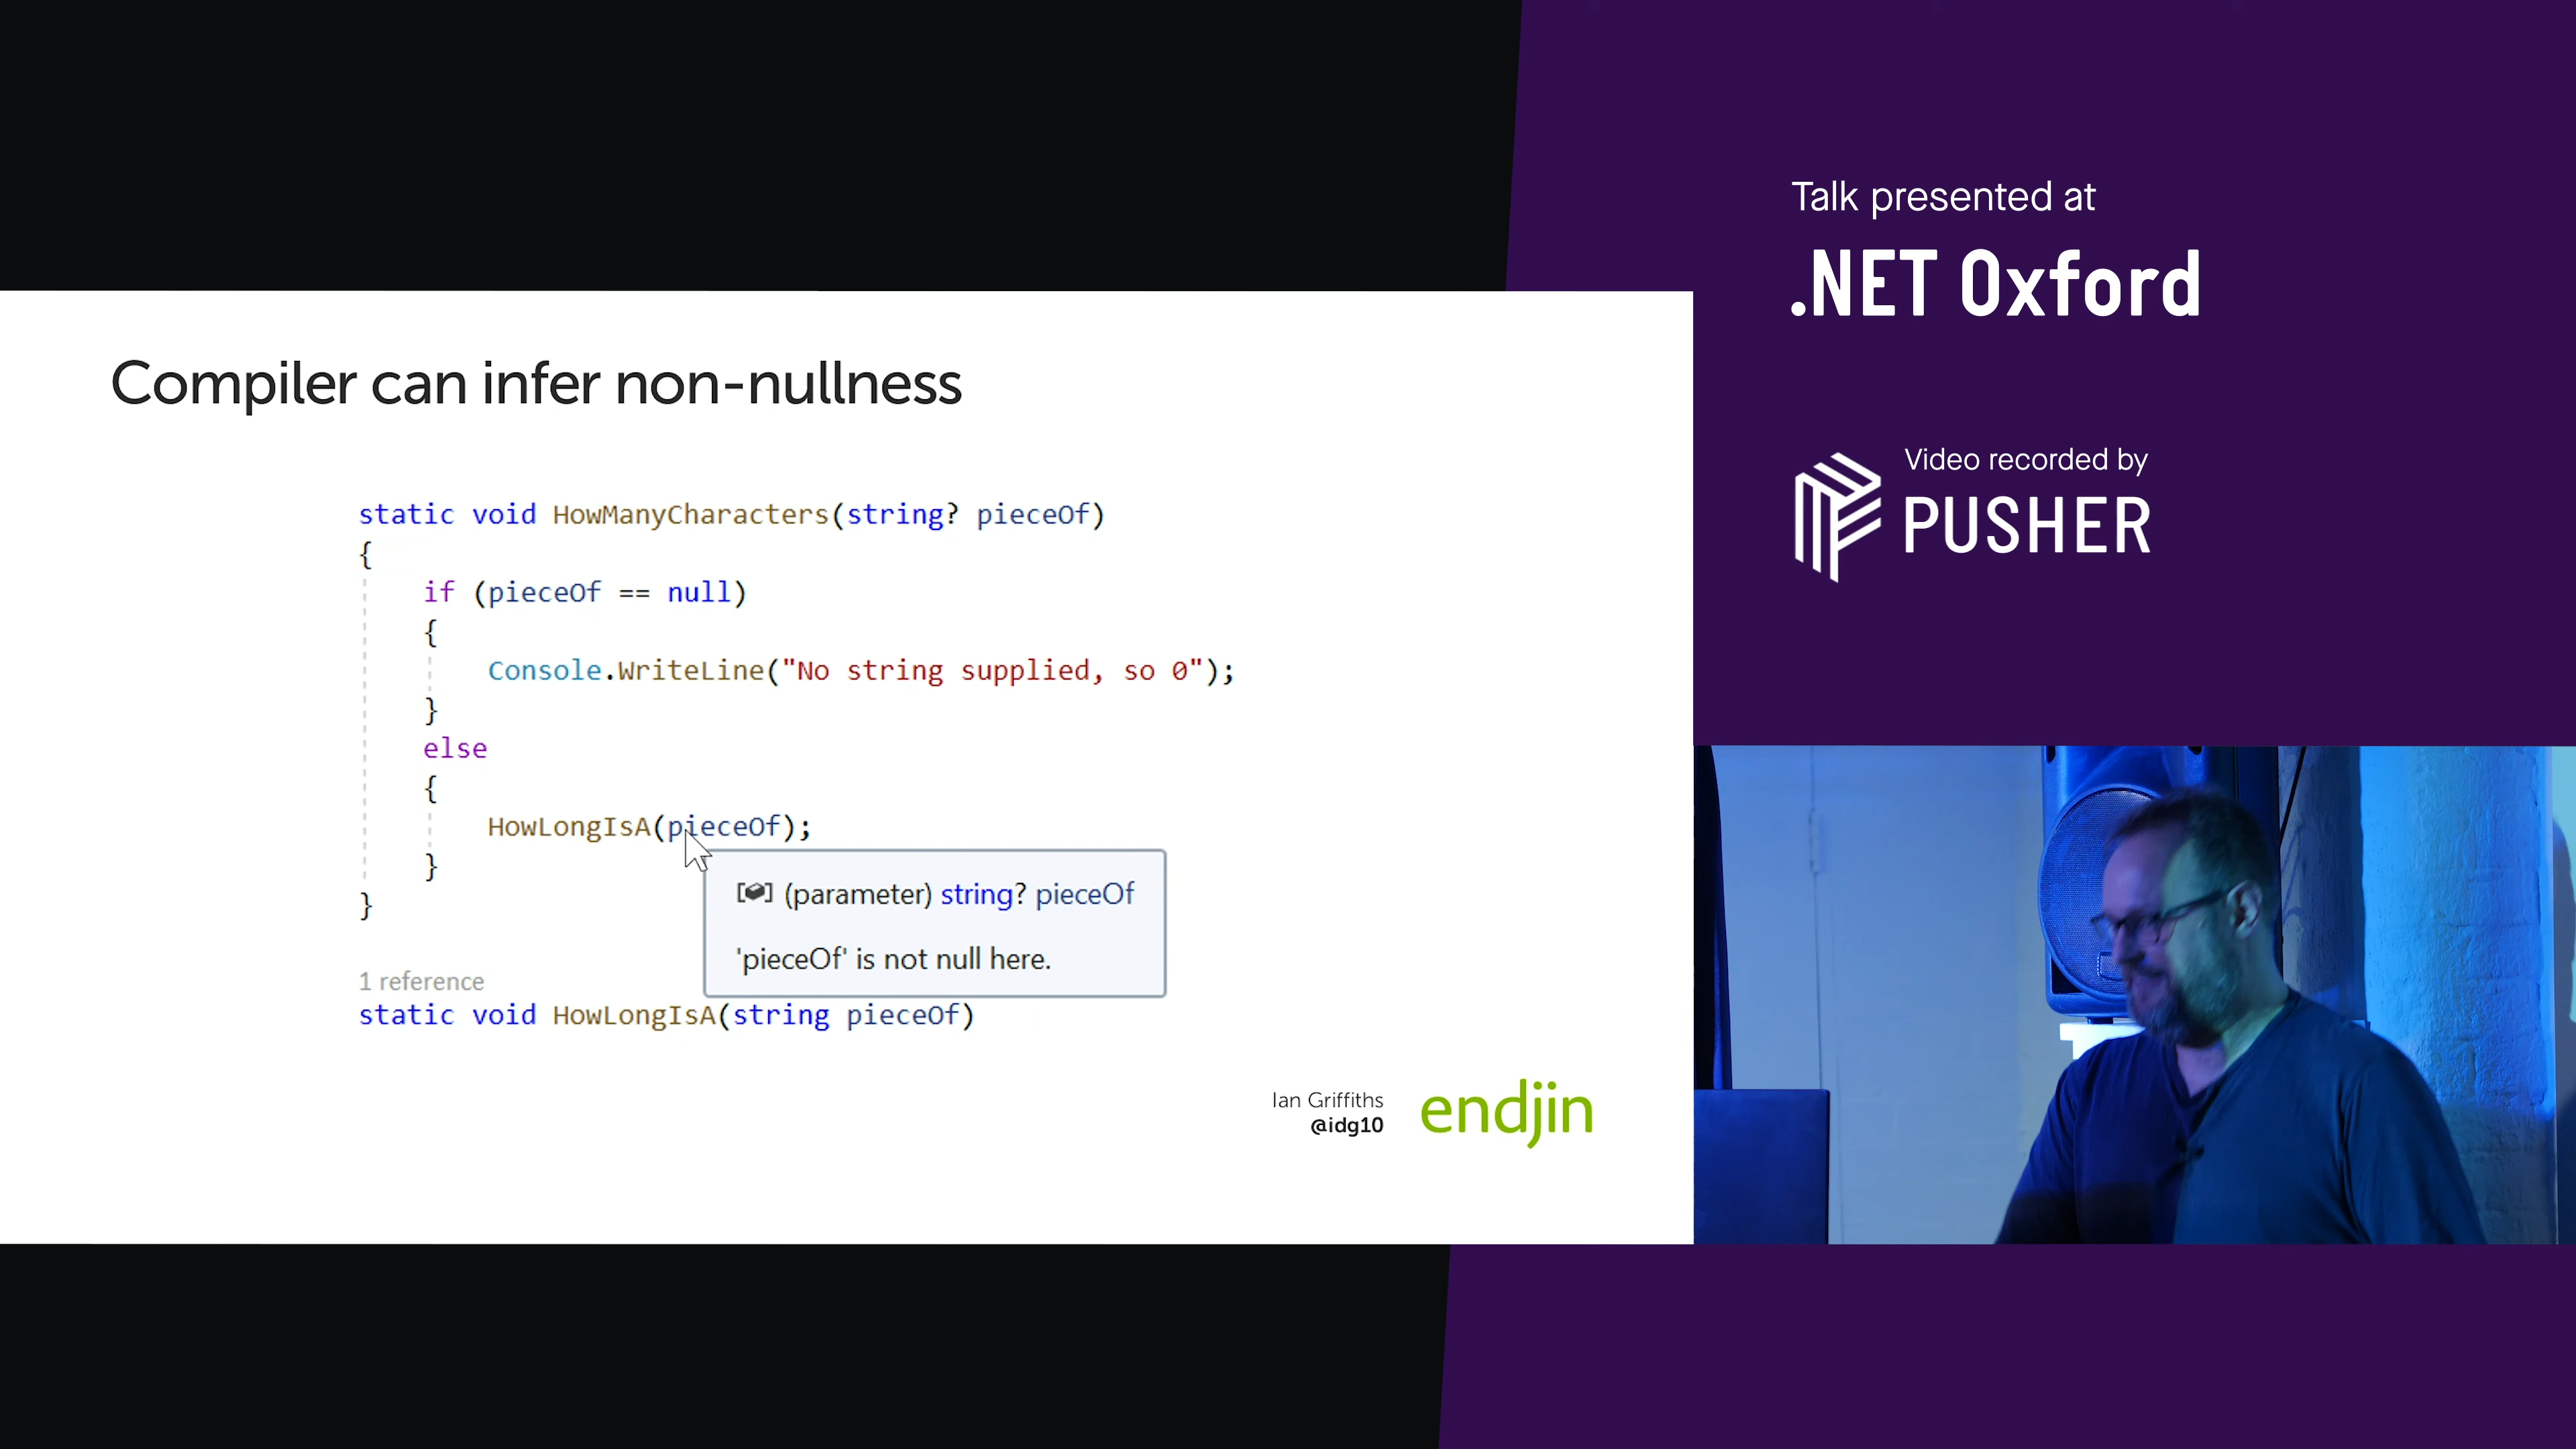 Talk presented at
.NET Oxford
Video recorded by
PUSHER
Compiler can infer non-nullness
static void HowManyCharacters(string? pieceOf)
{
if (pieceOf == null)
{
Console.WriteLine("No string supplied, so 0");
}
else
{
HowLongIsA(pieceOf);
}
}
(parameter) string? pieceOf
'pieceOf' is not null here.
1 reference
static void HowLongIsA(string pieceOf)
Ian Griffiths
@idg10
endjin